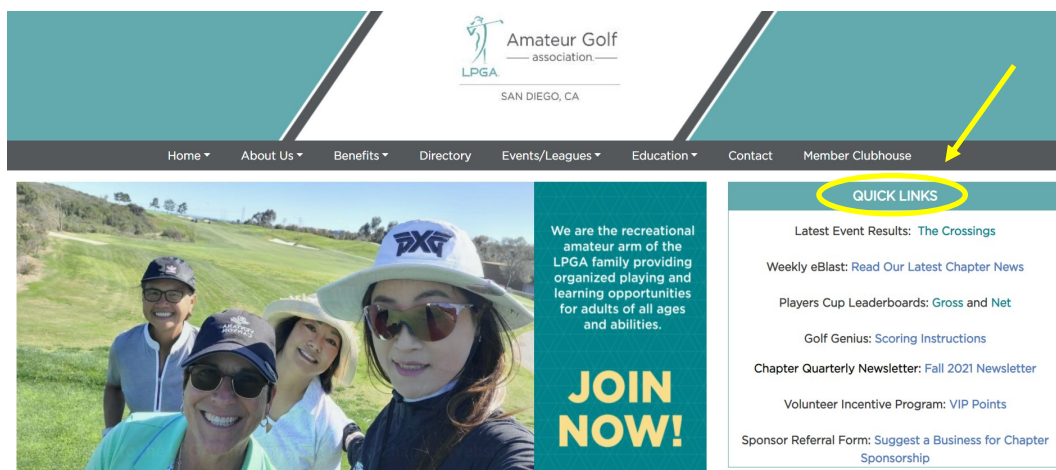 Amateur Golf
association
LPGA
SAN DIEGO, CA
Home About Us Benefits Directory Events/Leagues Education Contact Member Clubhouse
PXG
We are the recreational
amateur arm of the
LPGA family providing
organized playing and
learning opportunities
for adults of all ages
and abilities.
JOIN
NOW!
QUICK LINKS
Latest Event Results: The Crossings
Weekly eBlast: Read Our Latest Chapter News
Players Cup Leaderboards: Gross and Net
Golf Genius: Scoring Instructions
Chapter Quarterly Newsletter: Fall 2021 Newsletter
Volunteer Incentive Program: VIP Points
Sponsor Referral Form: Suggest a Business for Chapter
Sponsorship